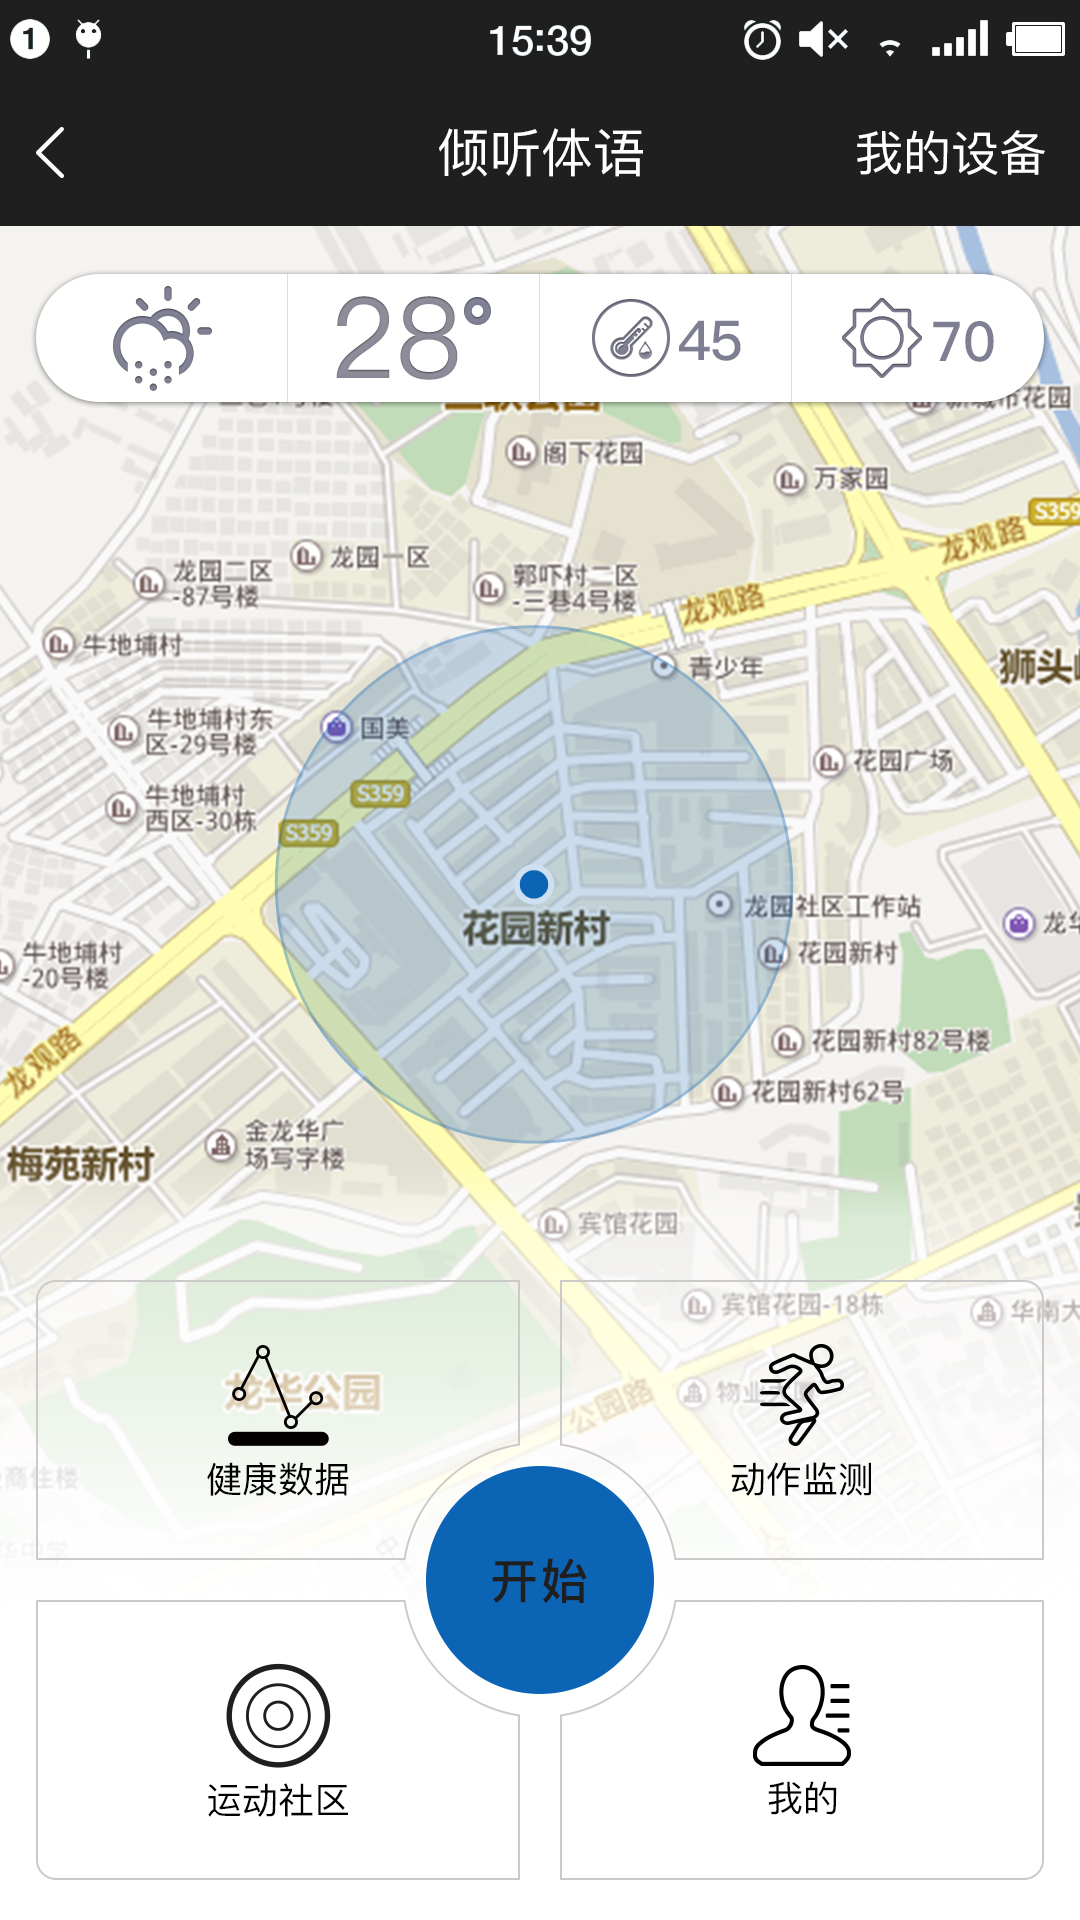 1
15:39
倾听体语
我的设备
28°
45
70
阁下花园
万家园
S359
龙观路
龙园一区
龙园二区
-87号楼
郭吓村二区
-三巷4号楼
龙观路
牛地埔村
青少年
狮头
牛地埔村东
区-29号楼
国美
花园广场
S359
牛地埔村
西区-30栋
S359
花园新村
龙园社区工作站
龙华
花园新村
牛地埔村
-20号楼
花园新村82号楼
龙观路
花园新村62号
金龙华广
场写字楼
梅苑新村
宾馆花园
宾馆花园-18栋
华南大
龙华公园
公园路
物业
商住楼
健康数据
动作监测
华中学
开始
运动社区
我的